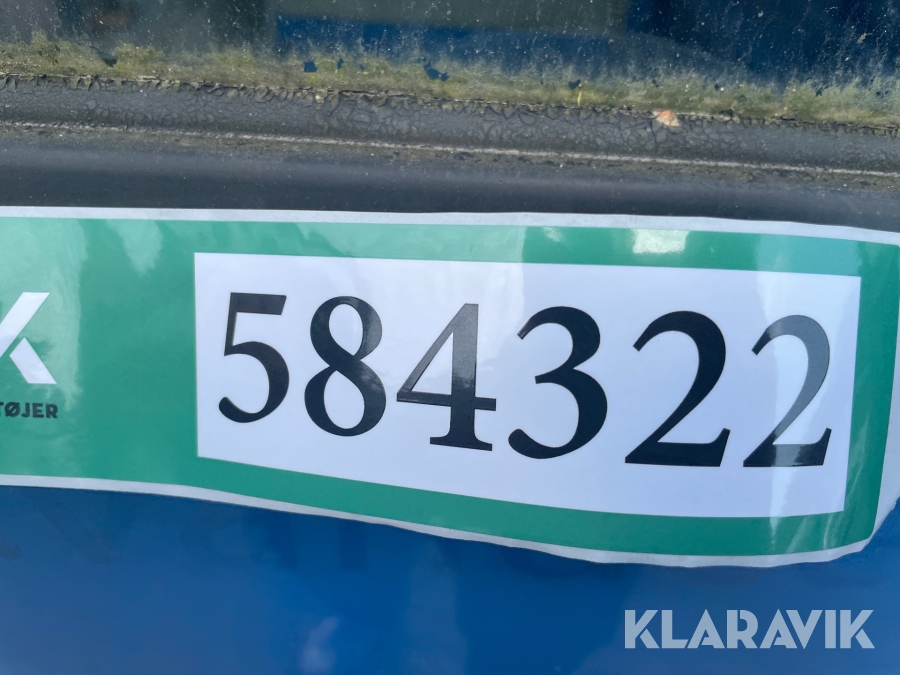 K
TØJER
584322
KLARAVIK